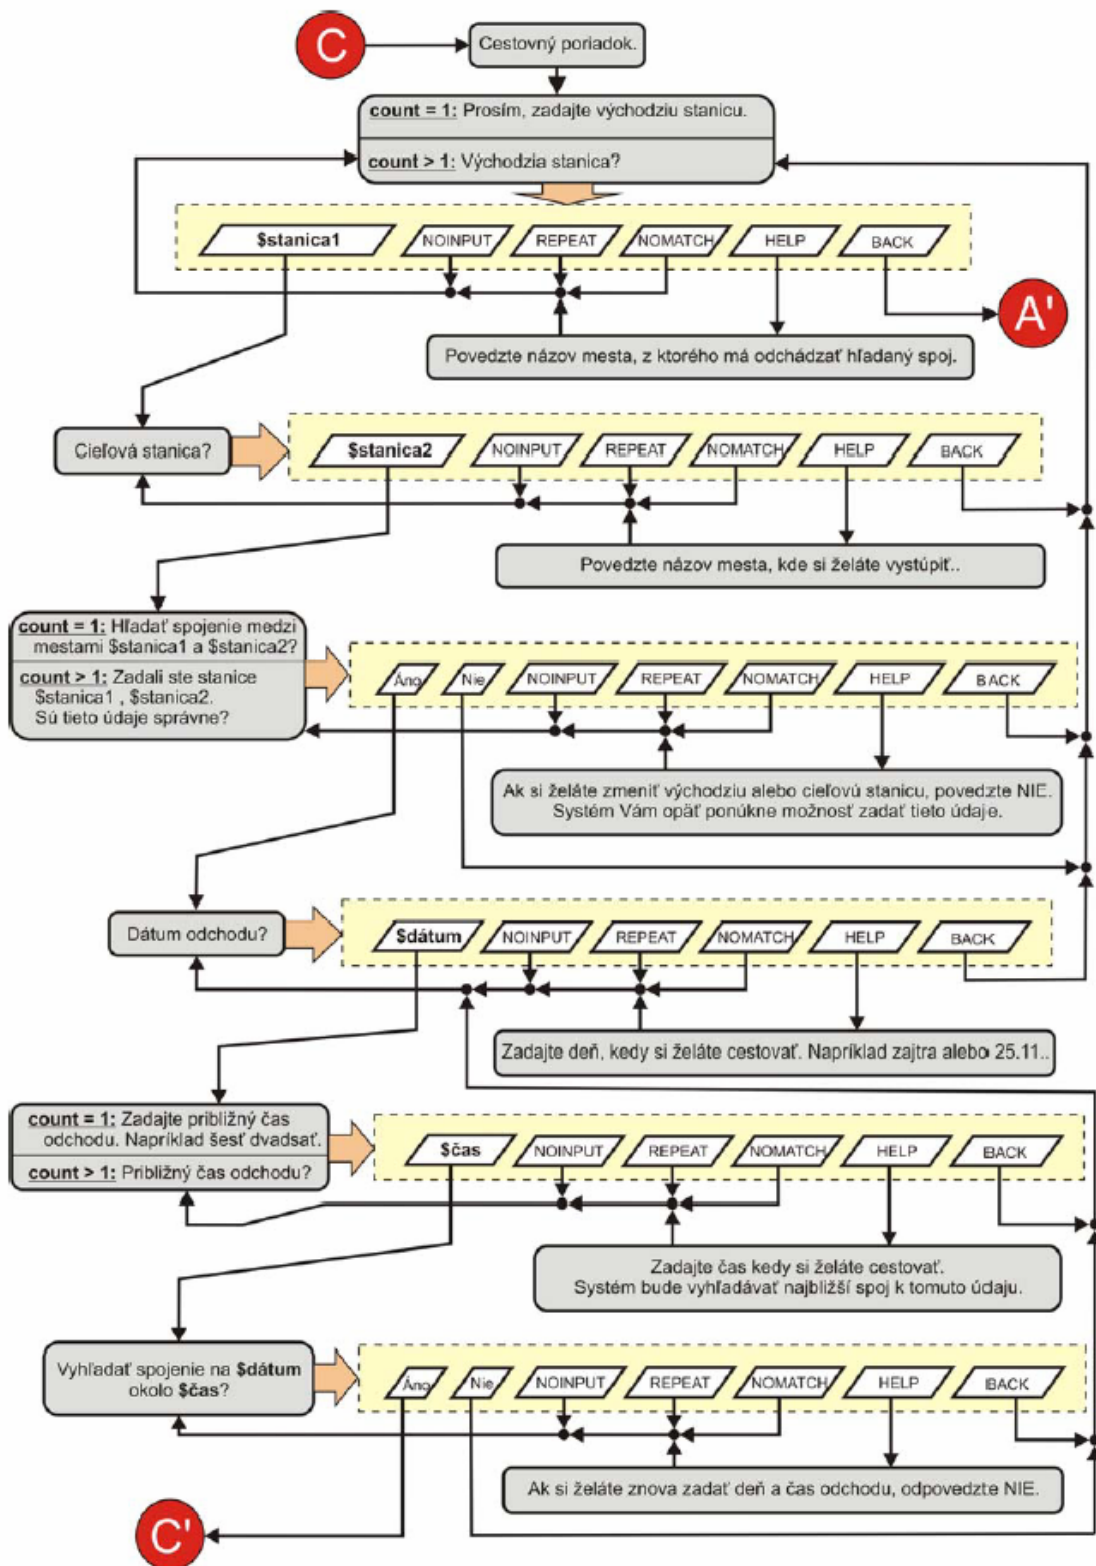 C
Cestovný poriadok.
count = 1: Prosím, zadajte východziu stanicu.
count > 1: Východzia stanica?
$stanica1 NOINPUT REPEAT NOMATCH HELP BACK
A'
Povedzte názov mesta, z ktorého má odchádzať hľadaný spoj.
Cieľová stanica?
$stanica2 NOINPUT REPEAT NOMATCH HELP BACK
Povedzte názov mesta, kde si želáte vystúpiť..
count = 1: Hľadať spojenie medzi
mestami $stanica1 a $stanica2?
count > 1: Zadali ste stanice
$stanica1 , $stanica2.
Sú tieto údaje správne?
Áno Nie NOINPUT REPEAT NOMATCH HELP BACK
Ak si želáte zmeniť východziu alebo cieľovú stanicu, povedzte NIE.
Systém Vám opäť ponúkne možnosť zadať tieto údaje.
Dátum odchodu?
$dátum NOINPUT REPEAT NOMATCH HELP BACK
Zadajte deň, kedy si želáte cestovať. Napríklad zajtra alebo 25.11..
count = 1: Zadajte približný čas
odchodu. Napríklad šesť dvadsať.
count > 1: Približný čas odchodu?
$čas NOINPUT REPEAT NOMATCH HELP BACK
Zadajte čas kedy si želáte cestovať.
Systém bude vyhľadávať najbližší spoj k tomuto údaju.
Vyhľadať spojenie na $dátum
okolo $čas?
Áno Nie NOINPUT REPEAT NOMATCH HELP BACK
Ak si želáte znova zadať deň a čas odchodu, odpovedzte NIE.
C'